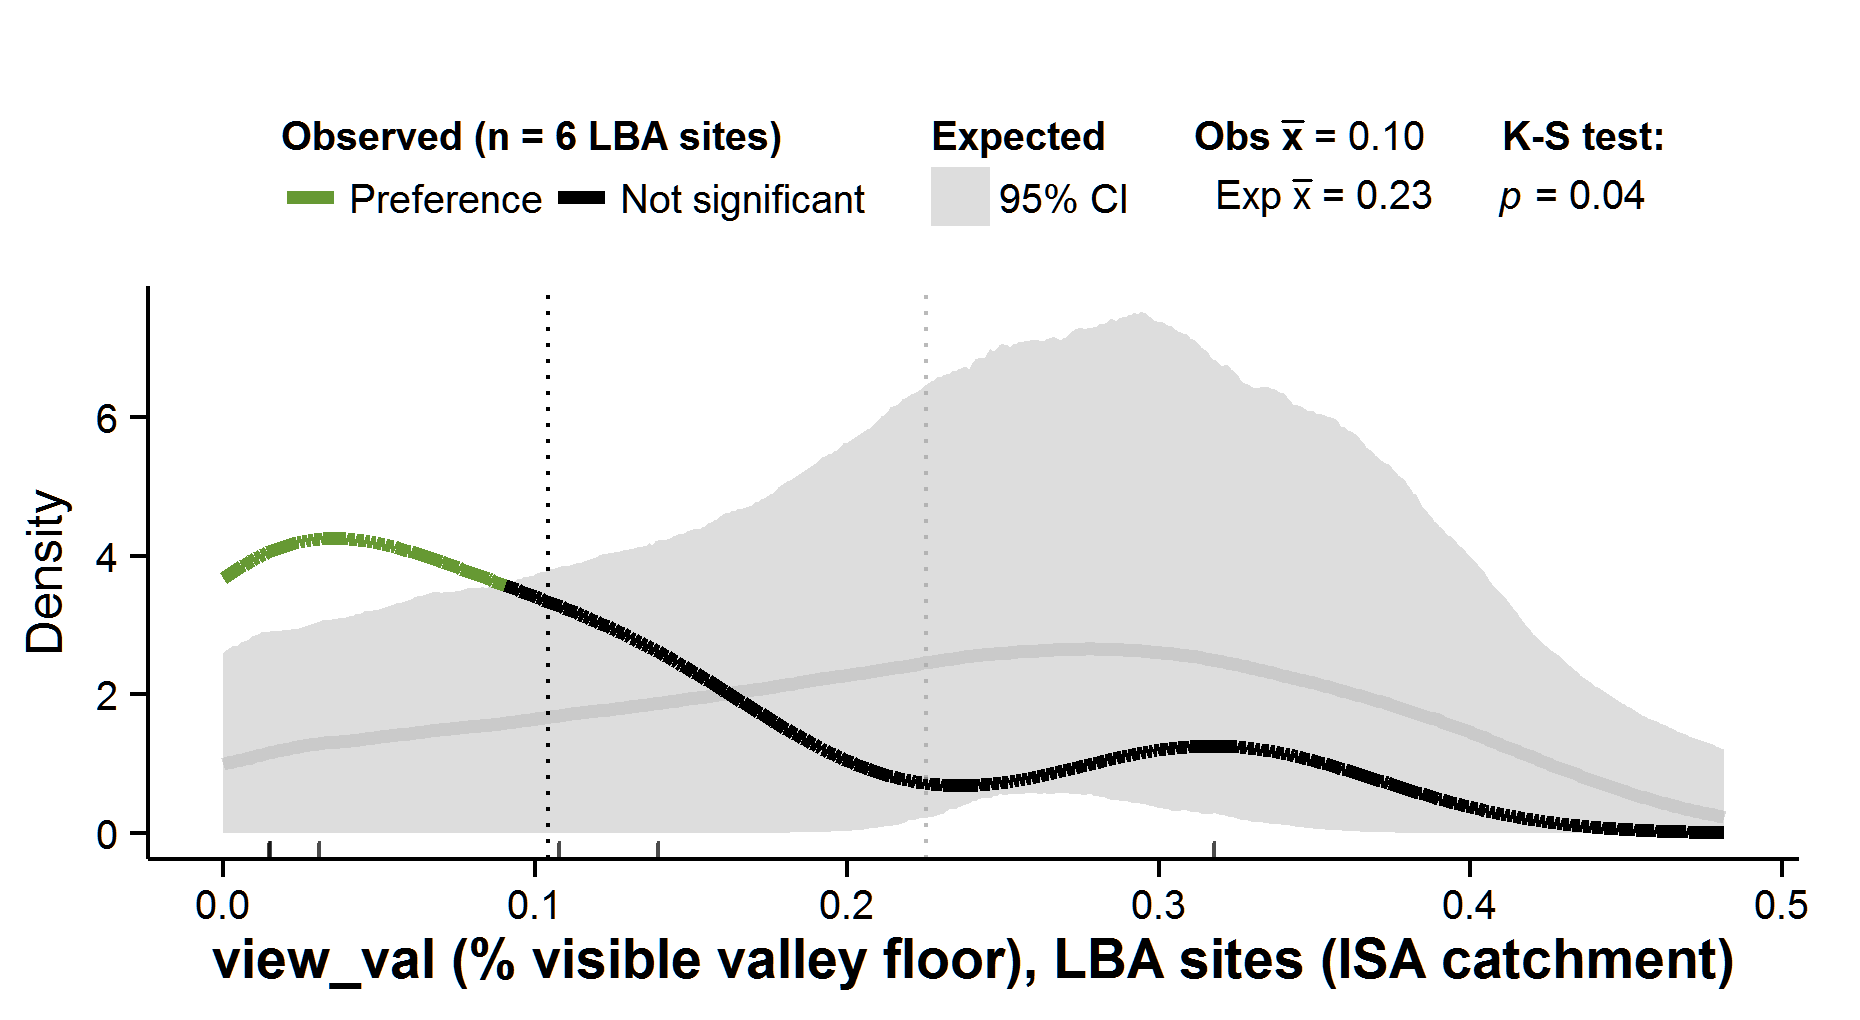 Observed (n = 6 LBA sites) Expected Obs x̅ = 0.10 K-S test:
Preference Not significant 95% CI Exp x̅ = 0.23 p = 0.04
Density
6
4
2
0
0.0 0.1 0.2 0.3 0.4 0.5
view_val (% visible valley floor), LBA sites (ISA catchment)